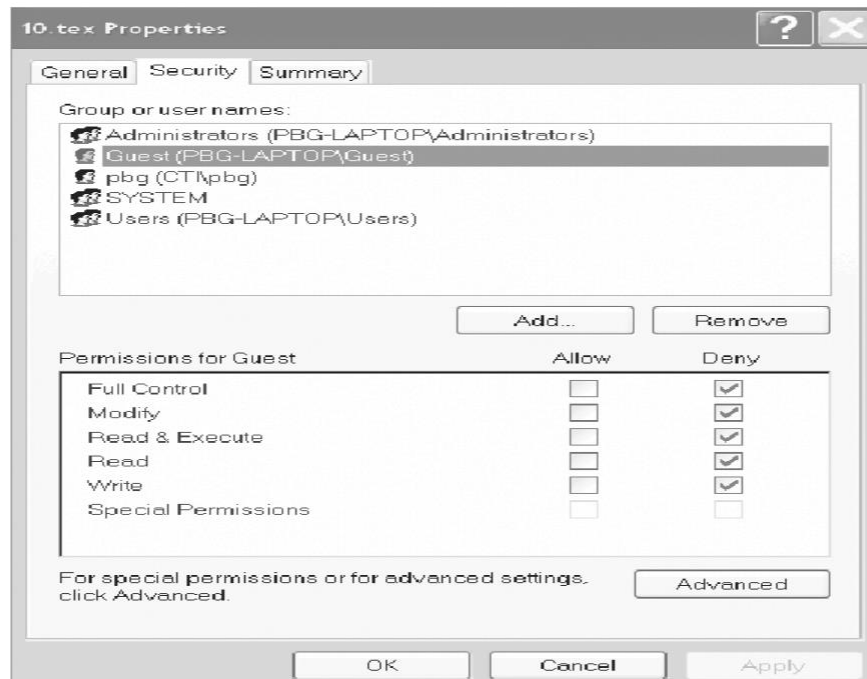 10.tex Properties
General Security Summary
Group or user names:
Administrators (PBG-LAPTOP\Administrators)
Guest (PBG-LAPTOP\Guest)
pbg (CTI\pbg)
SYSTEM
Users (PBG-LAPTOP\Users)
Add... Remove
Permissions for Guest Allow Deny
Full Control
Modify
Read & Execute
Read
Write
Special Permissions
For special permissions or for advanced settings,
click Advanced.
Advanced
OK Cancel Apply